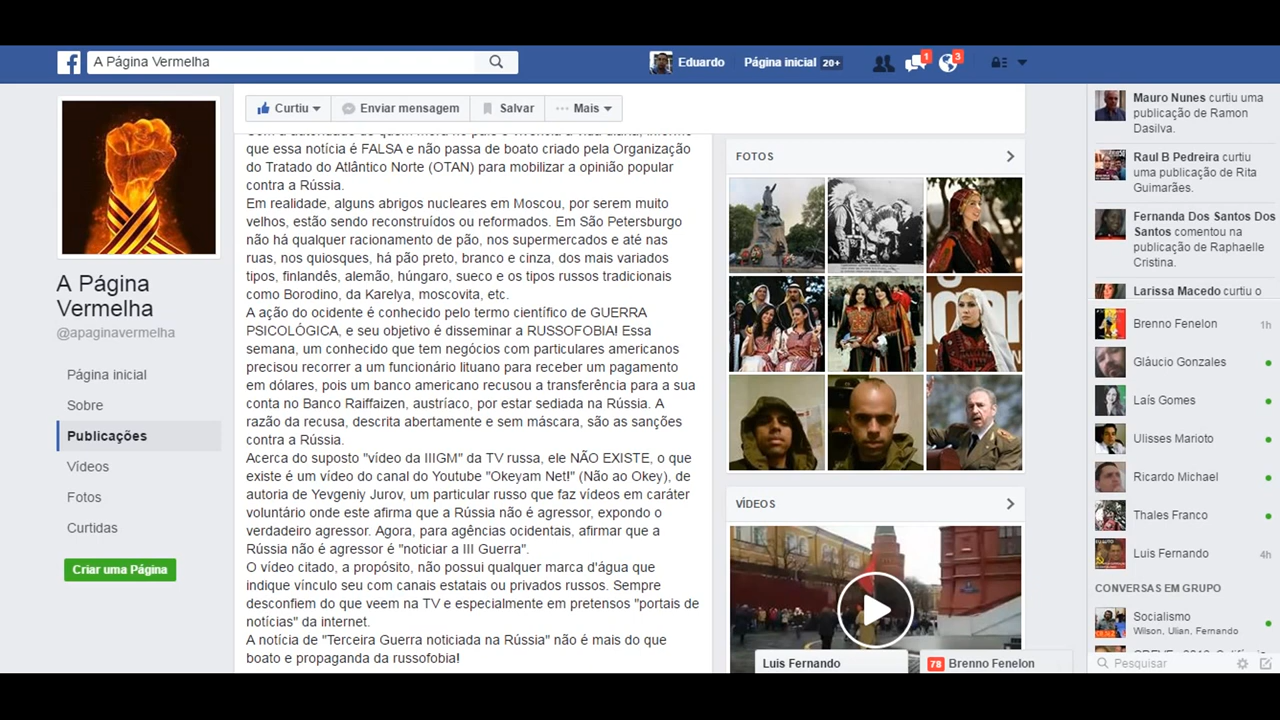 A Página Vermelha
Eduardo
Página inicial 20+
1
3
Curtiu
Enviar mensagem
Salvar
Mais
A Página
Vermelha
@apaginavermelha
Página inicial
Sobre
Publicações
Vídeos
Fotos
Curtidas
Criar uma Página
que essa notícia é FALSA e não passa de boato criado pela Organização
do Tratado do Atlântico Norte (OTAN) para mobilizar a opinião popular
contra a Rússia.
Em realidade, alguns abrigos nucleares em Moscou, por serem muito
velhos, estão sendo reconstruídos ou reformados. Em São Petersburgo
não há qualquer racionamento de pão, nos supermercados e até nas
ruas, nos quiosques, há pão preto, branco e cinza, dos mais variados
tipos, finlandês, alemão, húngaro, sueco e os tipos russos tradicionais
como Borodino, da Karelya, moscovita, etc.
A ação do ocidente é conhecido pelo termo científico de GUERRA
PSICOLÓGICA, e seu objetivo é disseminar a RUSSOFOBIA! Essa
semana, um conhecido que tem negócios com particulares americanos
precisou recorrer a um funcionário lituano para receber um pagamento
em dólares, pois um banco americano recusou a transferência para a sua
conta no Banco Raiffaizen, austríaco, por estar sediada na Rússia. A
razão da recusa, descrita abertamente e sem máscara, são as sanções
contra a Rússia.
Acerca do suposto "vídeo da IIIGM" da TV russa, ele NÃO EXISTE, o que
existe é um vídeo do canal do Youtube "Okeyam Net!" (Não ao Okey), de
autoria de Yevgeniy Jurov, um particular russo que faz vídeos em caráter
voluntário onde este afirma que a Rússia não é agressor, expondo o
verdadeiro agressor. Agora, para agências ocidentais, afirmar que a
Rússia não é agressor é "noticiar a III Guerra".
O vídeo citado, a propósito, não possui qualquer marca d'água que
indique vínculo seu com canais estatais ou privados russos. Sempre
desconfiem do que veem na TV e especialmente em pretensos "portais de
notícias" da internet.
A notícia de "Terceira Guerra noticiada na Rússia" não é mais do que
boato e propaganda da russofobia!
FOTOS
VÍDEOS
Luis Fernando
78 Brenno Fenelon
Mauro Nunes curtiu uma
publicação de Ramon
Dasilva.
Raul B Pedreira curtiu
uma publicação de Rita
Guimarães.
Fernanda Dos Santos Dos
Santos comentou na
publicação de Raphaelle
Cristina.
Larissa Macedo curtiu o
Brenno Fenelon 1h
Gláucio Gonzales
Laís Gomes
Ulisses Marioto
Ricardo Michael
Thales Franco
Luis Fernando 4h
CONVERSAS EM GRUPO
Socialismo
Wilson, Ulian, Fernando
Pesquisar